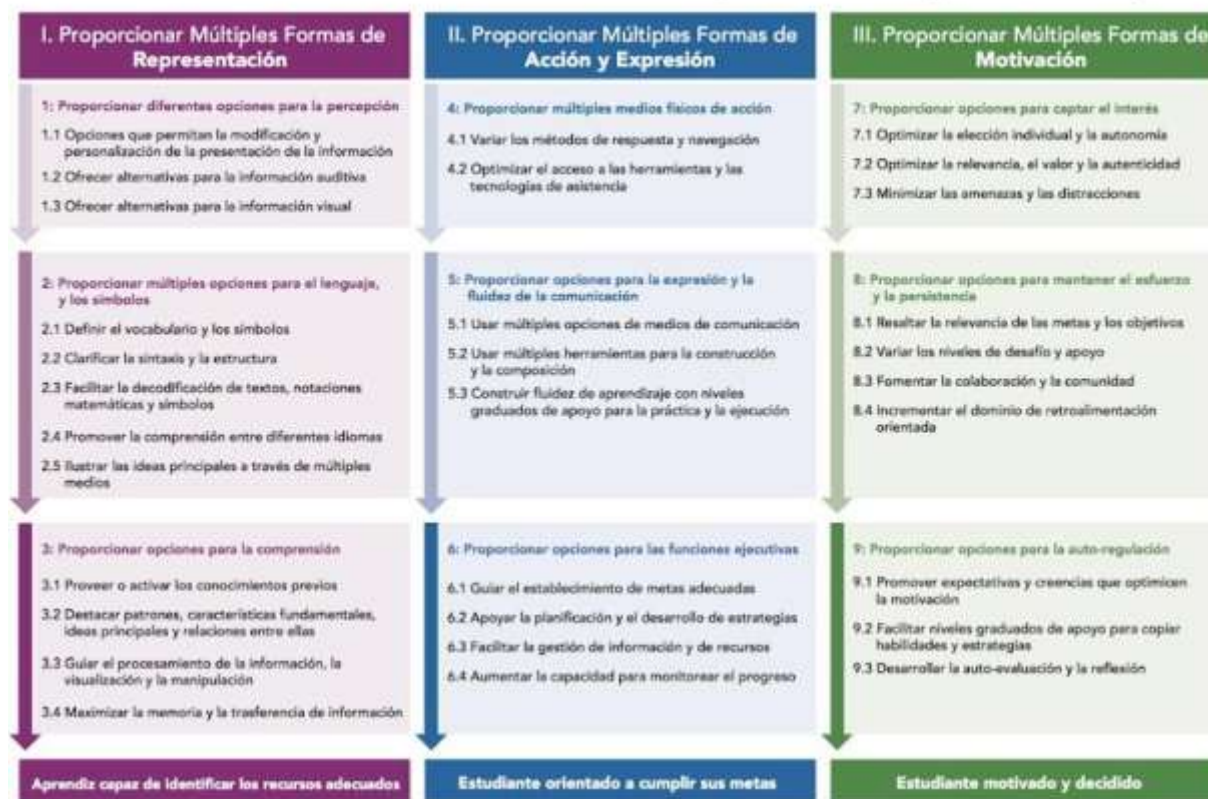 I. Proporcionar Múltiples Formas de
Representación
1: Proporcionar diferentes opciones para la percepción
1.1 Opciones que permitan la modificación y
personalización de la presentación de la información
1.2 Ofrecer alternativas para la información auditiva
1.3 Ofrecer alternativas para la información visual
2: Proporcionar múltiples opciones para el lenguaje,
y los símbolos
2.1 Definir el vocabulario y los símbolos
2.2 Clarificar la sintaxis y la estructura
2.3 Facilitar la decodificación de textos, notaciones
matemáticas y símbolos
2.4 Promover la comprensión entre diferentes idiomas
2.5 Ilustrar las ideas principales a través de múltiples
medios
3: Proporcionar opciones para la comprensión
3.1 Proveer o activar los conocimientos previos
3.2 Destacar patrones, características fundamentales,
ideas principales y relaciones entre ellas
3.3 Guiar el procesamiento de la información, la
visualización y la manipulación
3.4 Maximizar la memoria y la trasferencia de información
Aprendiz capaz de identificar los recursos adecuados
II. Proporcionar Múltiples Formas de
Acción y Expresión
4: Proporcionar múltiples medios físicos de acción
4.1 Variar los métodos de respuesta y navegación
4.2 Optimizar el acceso a las herramientas y las
tecnologías de asistencia
5: Proporcionar opciones para la expresión y la
fluidez de la comunicación
5.1 Usar múltiples opciones de medios de comunicación
5.2 Usar múltiples herramientas para la construcción
y la composición
5.3 Construir fluidez de aprendizaje con niveles
graduados de apoyo para la práctica y la ejecución
6: Proporcionar opciones para las funciones ejecutivas
6.1 Guiar el establecimiento de metas adecuadas
6.2 Apoyar la planificación y el desarrollo de estrategias
6.3 Facilitar la gestión de información y de recursos
6.4 Aumentar la capacidad para monitorear el progreso
Estudiante orientado a cumplir sus metas
III. Proporcionar Múltiples Formas de
Motivación
7: Proporcionar opciones para captar el interés
7.1 Optimizar la elección individual y la autonomía
7.2 Optimizar la relevancia, el valor y la autenticidad
7.3 Minimizar las amenazas y las distracciones
8: Proporcionar opciones para mantener el esfuerzo
y la persistencia
8.1 Resaltar la relevancia de las metas y los objetivos
8.2 Variar los niveles de desafío y apoyo
8.3 Fomentar la colaboración y la comunidad
8.4 Incrementar el dominio de retroalimentación
orientada
9: Proporcionar opciones para la auto-regulación
9.1 Promover expectativas y creencias que optimicen
la motivación
9.2 Facilitar niveles graduados de apoyo para copiar
habilidades y estrategias
9.3 Desarrollar la auto-evaluación y la reflexión
Estudiante motivado y decidido